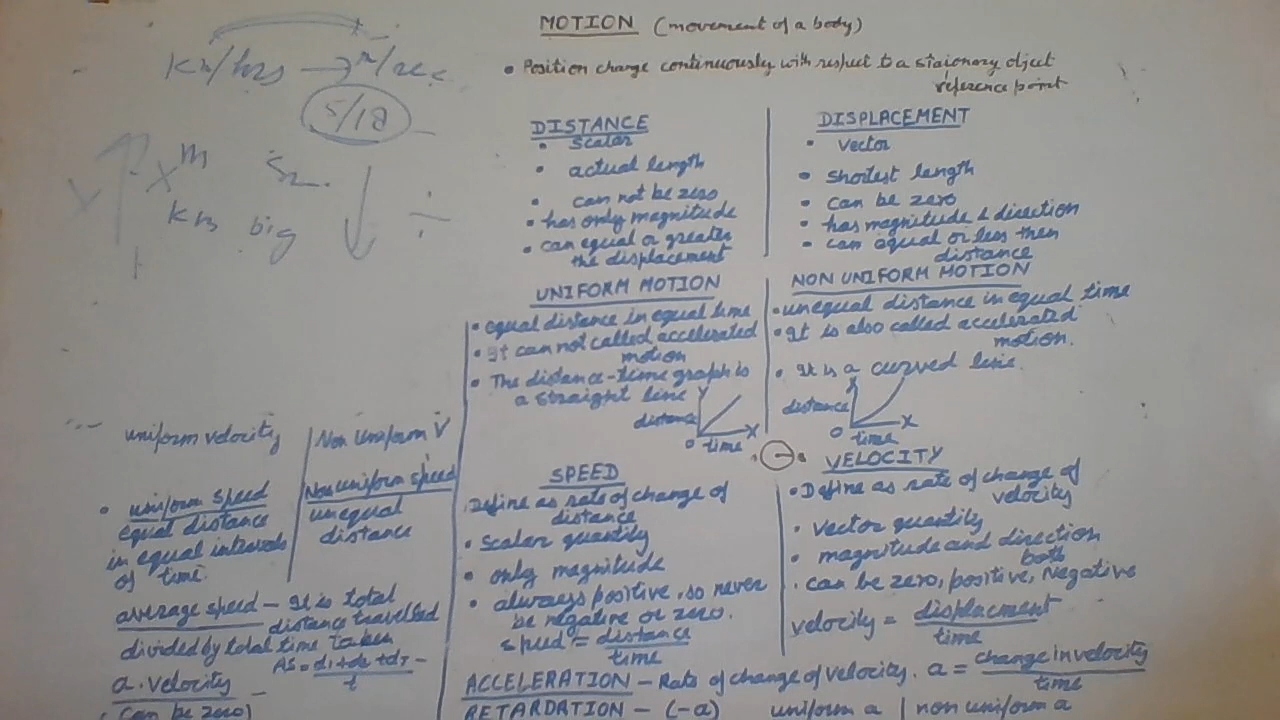 MOTION (movement of a body)
• Position change continuously with respect to a staionary object
reference point
km/hrs → m/sec
5/18
x m
km big
÷
DISTANCE
• scalar
• actual length
• can not be zero
• has only magnitude
• can equal or greater
the displacement
DISPLACEMENT
• vector
• shortest length
• can be zero
• has magnitude & direction
• can equal or less then
distance
UNIFORM MOTION
• equal distance in equal time
• It can not called accelerated
motion
• The distance-time graph is
a straight line
Y
distance
0 time X
NON UNIFORM MOTION
• unequal distance in equal time
• It is also called accelerated
motion.
• It is a curved line
Y
distance
0 time X
uniform velocity
• uniform speed
equal distance
in equal intervals
of time.
Non Uniform V
Non uniform speed
unequal
distance
average speed - It is total
distance travelled
divided by total time taken
AS = d1+d2+dT
t
a. velocity
(can be zero)
SPEED
Define as rate of change of
distance
• Scalar quantity
• only magnitude
• always positive, so never
be negative or zero.
speed = distance
time
VELOCITY
• Define as rate of change of
velocity
• vector quantity
• magnitude and direction
both
• can be zero, positive, Negative
velocity = displacment
time
ACCELERATION - Rate of change of velocity. a = change in velocity
time
RETARDATION - (-a) uniform a | non uniform a